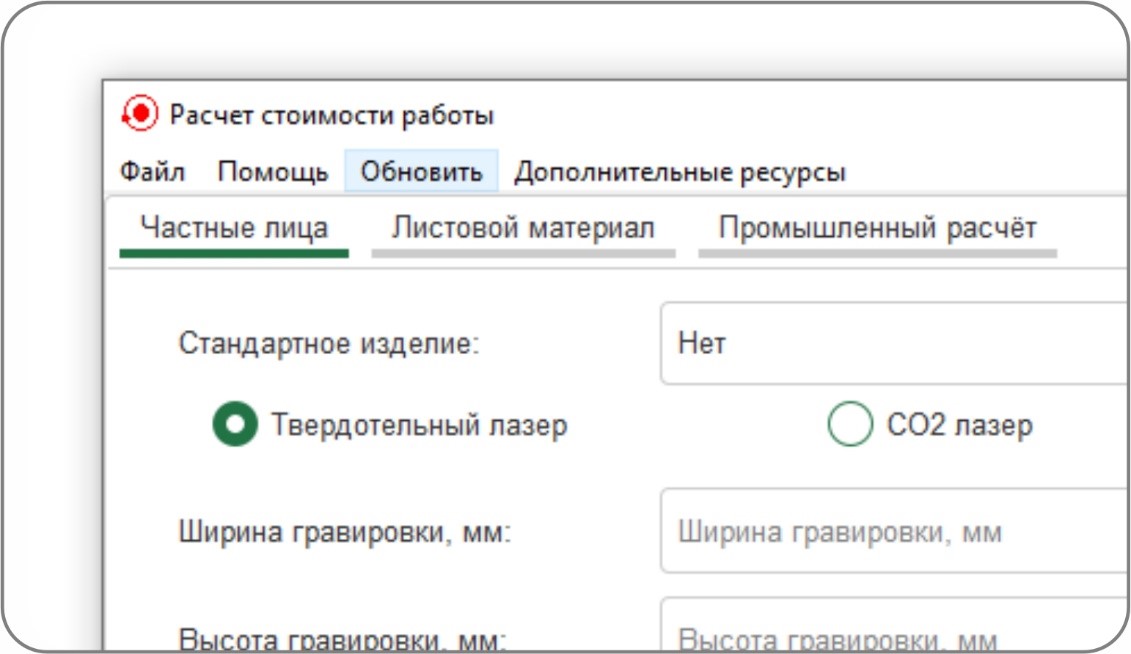 Расчет стоимости работы
Файл Помощь Обновить Дополнительные ресурсы
Частные лица Листовой материал Промышленный расчёт
Стандартное изделие: Нет
Твердотельный лазер CO2 лазер
Ширина гравировки, мм: Ширина гравировки, мм
Высота гравировки, мм: Высота гравировки, мм